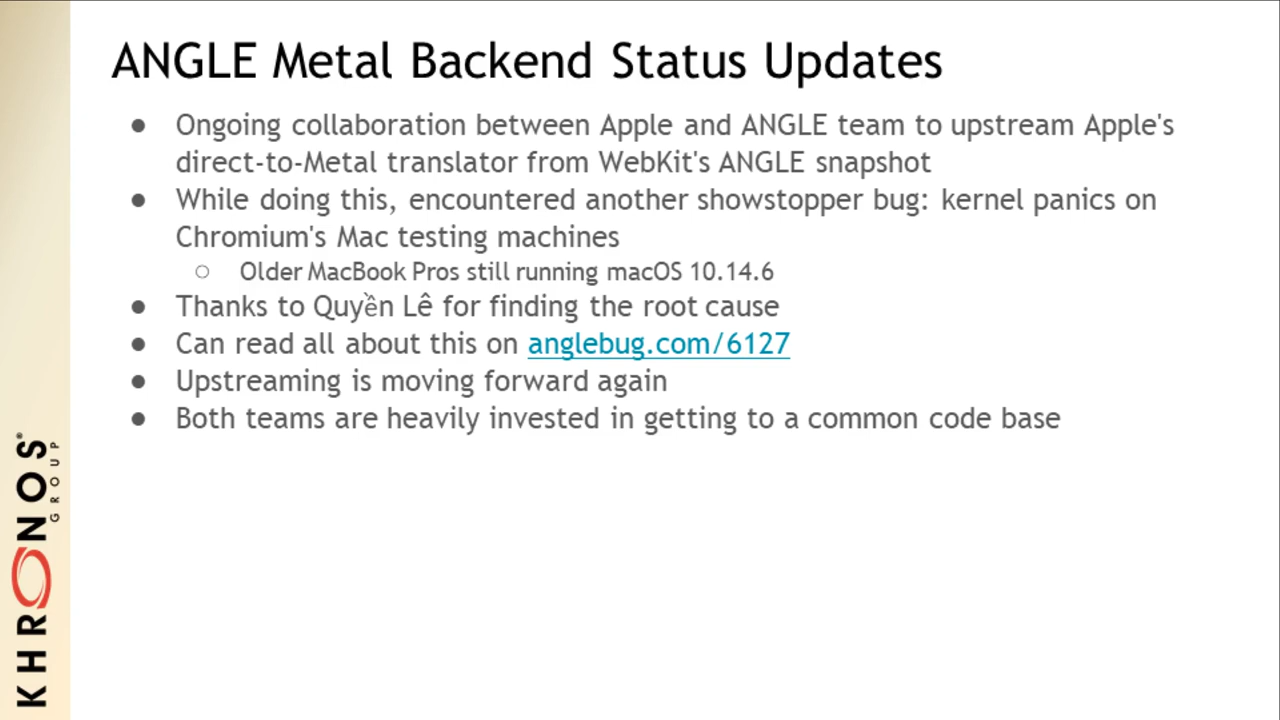 ANGLE Metal Backend Status Updates
● Ongoing collaboration between Apple and ANGLE team to upstream Apple's
direct-to-Metal translator from WebKit's ANGLE snapshot
● While doing this, encountered another showstopper bug: kernel panics on
Chromium's Mac testing machines
○ Older MacBook Pros still running macOS 10.14.6
● Thanks to Quyền Lê for finding the root cause
● Can read all about this on anglebug.com/6127
● Upstreaming is moving forward again
● Both teams are heavily invested in getting to a common code base
KHRONOS®
GROUP